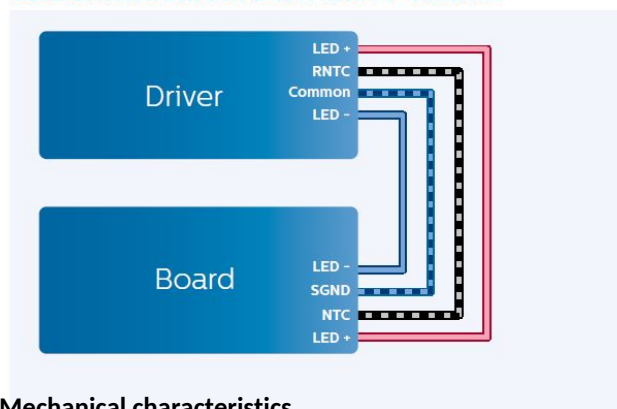 LED +
RNTC
Driver
Common
LED -
LED -
Board
SGND
NTC
LED +
Mechanical characteristics